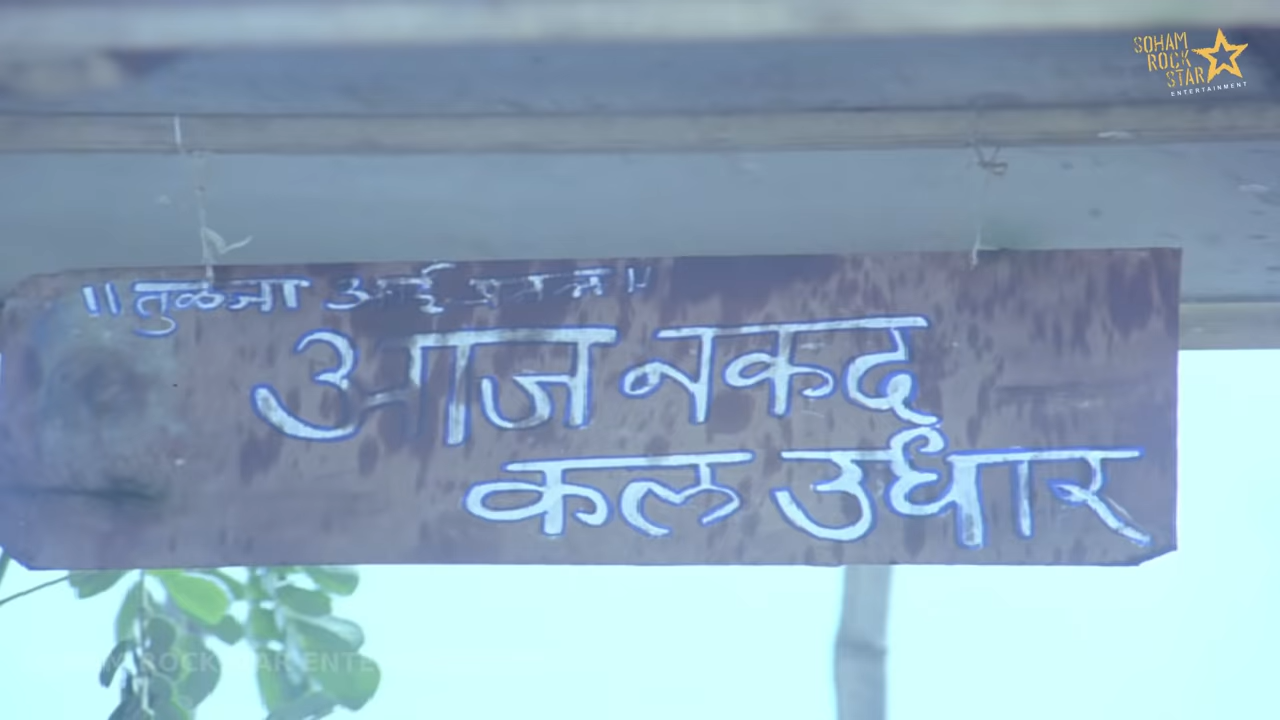 ॥ तुळजा आई प्रसन्न ॥
आज नकद
कल उधार
SOHAM
ROCK
STAR
ENTERTAINMENT